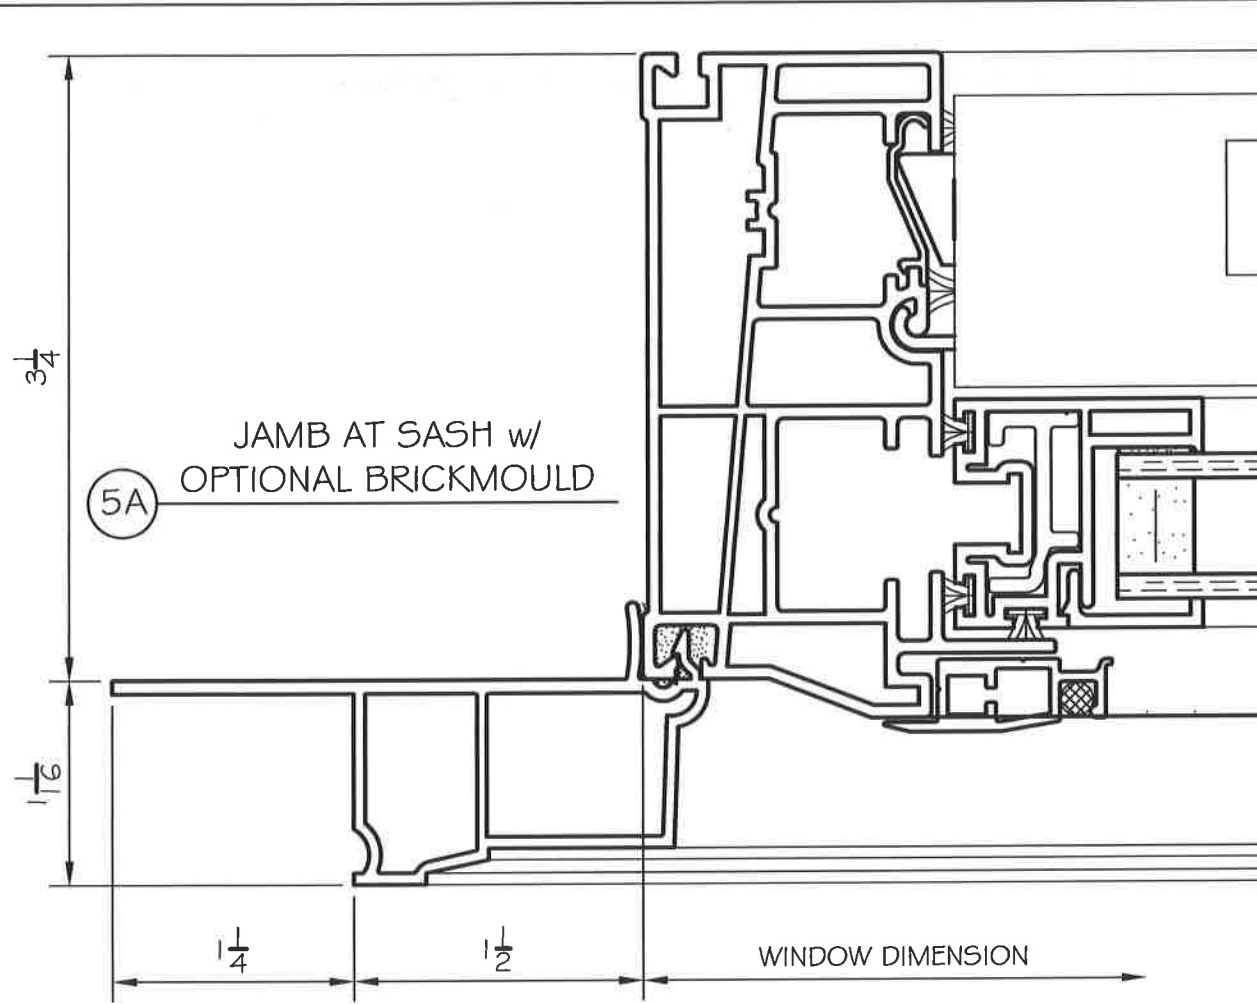 3 1/4
JAMB AT SASH w/
OPTIONAL BRICKMOULD
5A
1 1/16
1 1/4
1 1/2
WINDOW DIMENSION